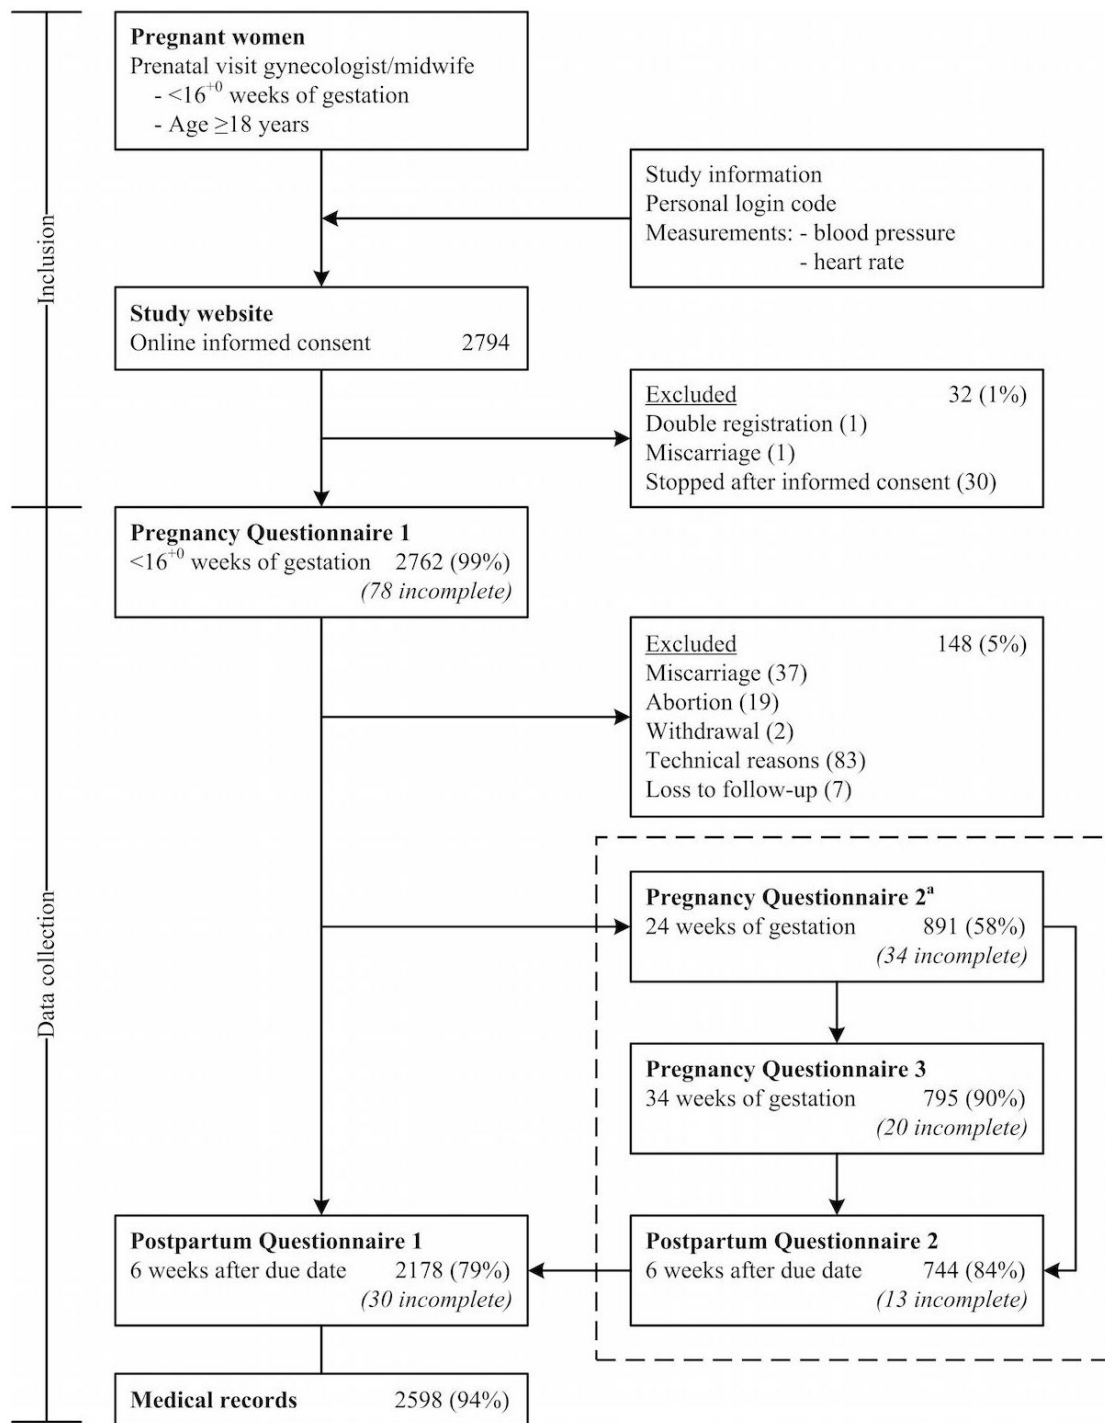 Pregnant women
Prenatal visit gynecologist/midwife
- <16⁺⁰ weeks of gestation
- Age ≥18 years
Study information
Personal login code
Measurements: - blood pressure
- heart rate
Inclusion
Study website
Online informed consent 2794
Excluded 32 (1%)
Double registration (1)
Miscarriage (1)
Stopped after informed consent (30)
Pregnancy Questionnaire 1
<16⁺⁰ weeks of gestation 2762 (99%)
(78 incomplete)
Excluded 148 (5%)
Miscarriage (37)
Abortion (19)
Withdrawal (2)
Technical reasons (83)
Loss to follow-up (7)
Data collection
Pregnancy Questionnaire 2ᵃ
24 weeks of gestation 891 (58%)
(34 incomplete)
Pregnancy Questionnaire 3
34 weeks of gestation 795 (90%)
(20 incomplete)
Postpartum Questionnaire 1
6 weeks after due date 2178 (79%)
(30 incomplete)
Postpartum Questionnaire 2
6 weeks after due date 744 (84%)
(13 incomplete)
Medical records 2598 (94%)